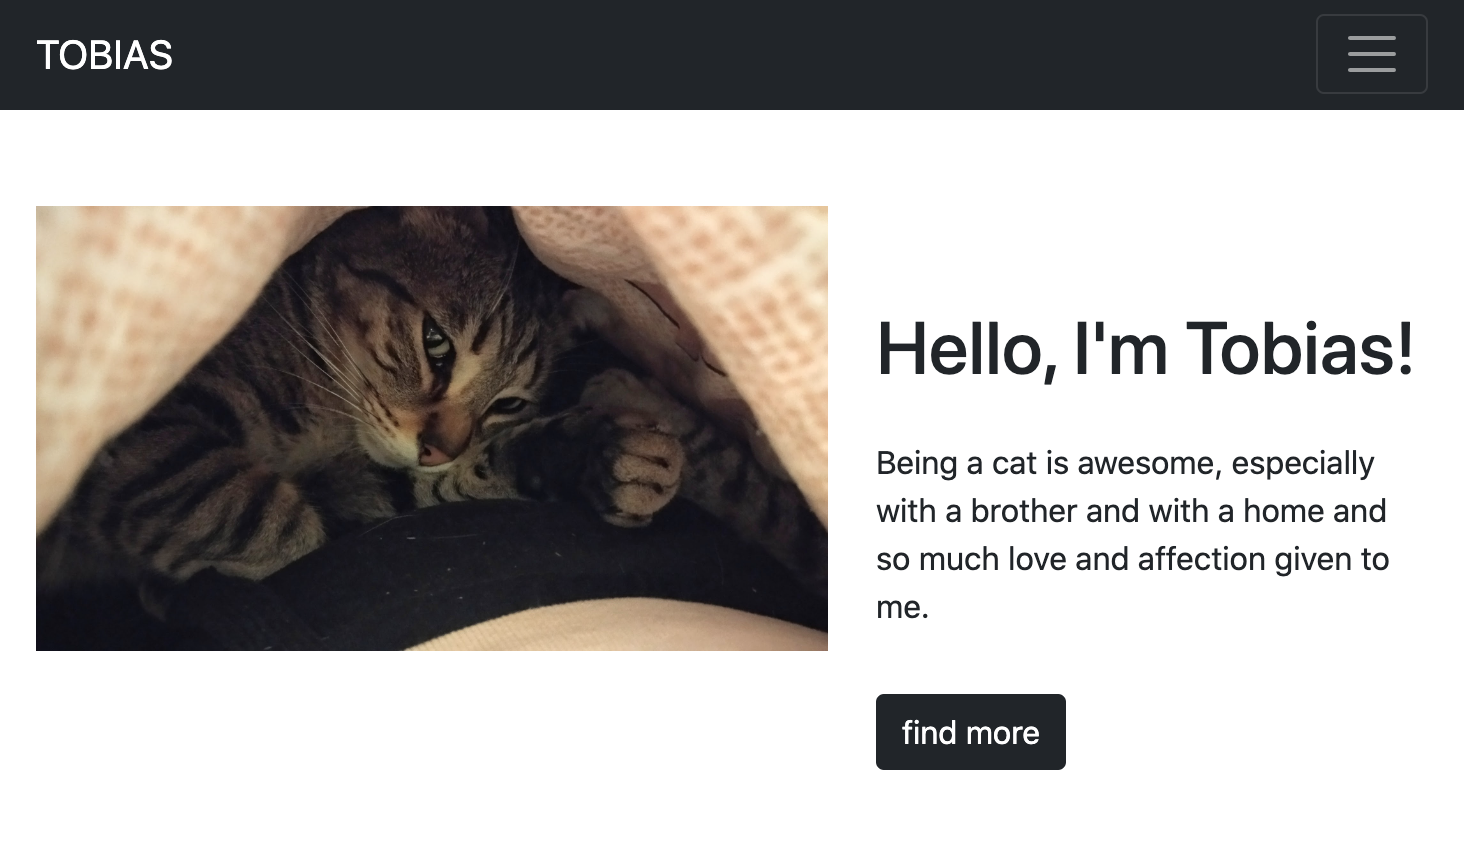 TOBIAS
Hello, I'm Tobias!
Being a cat is awesome, especially
with a brother and with a home and
so much love and affection given to
me.
find more